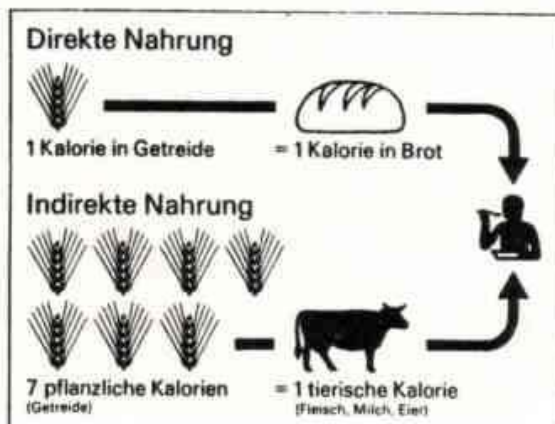 Direkte Nahrung
1 Kalorie in Getreide = 1 Kalorie in Brot
Indirekte Nahrung
7 pflanzliche Kalorien = 1 tierische Kalorie
(Getreide) (Fleisch, Milch, Eier)